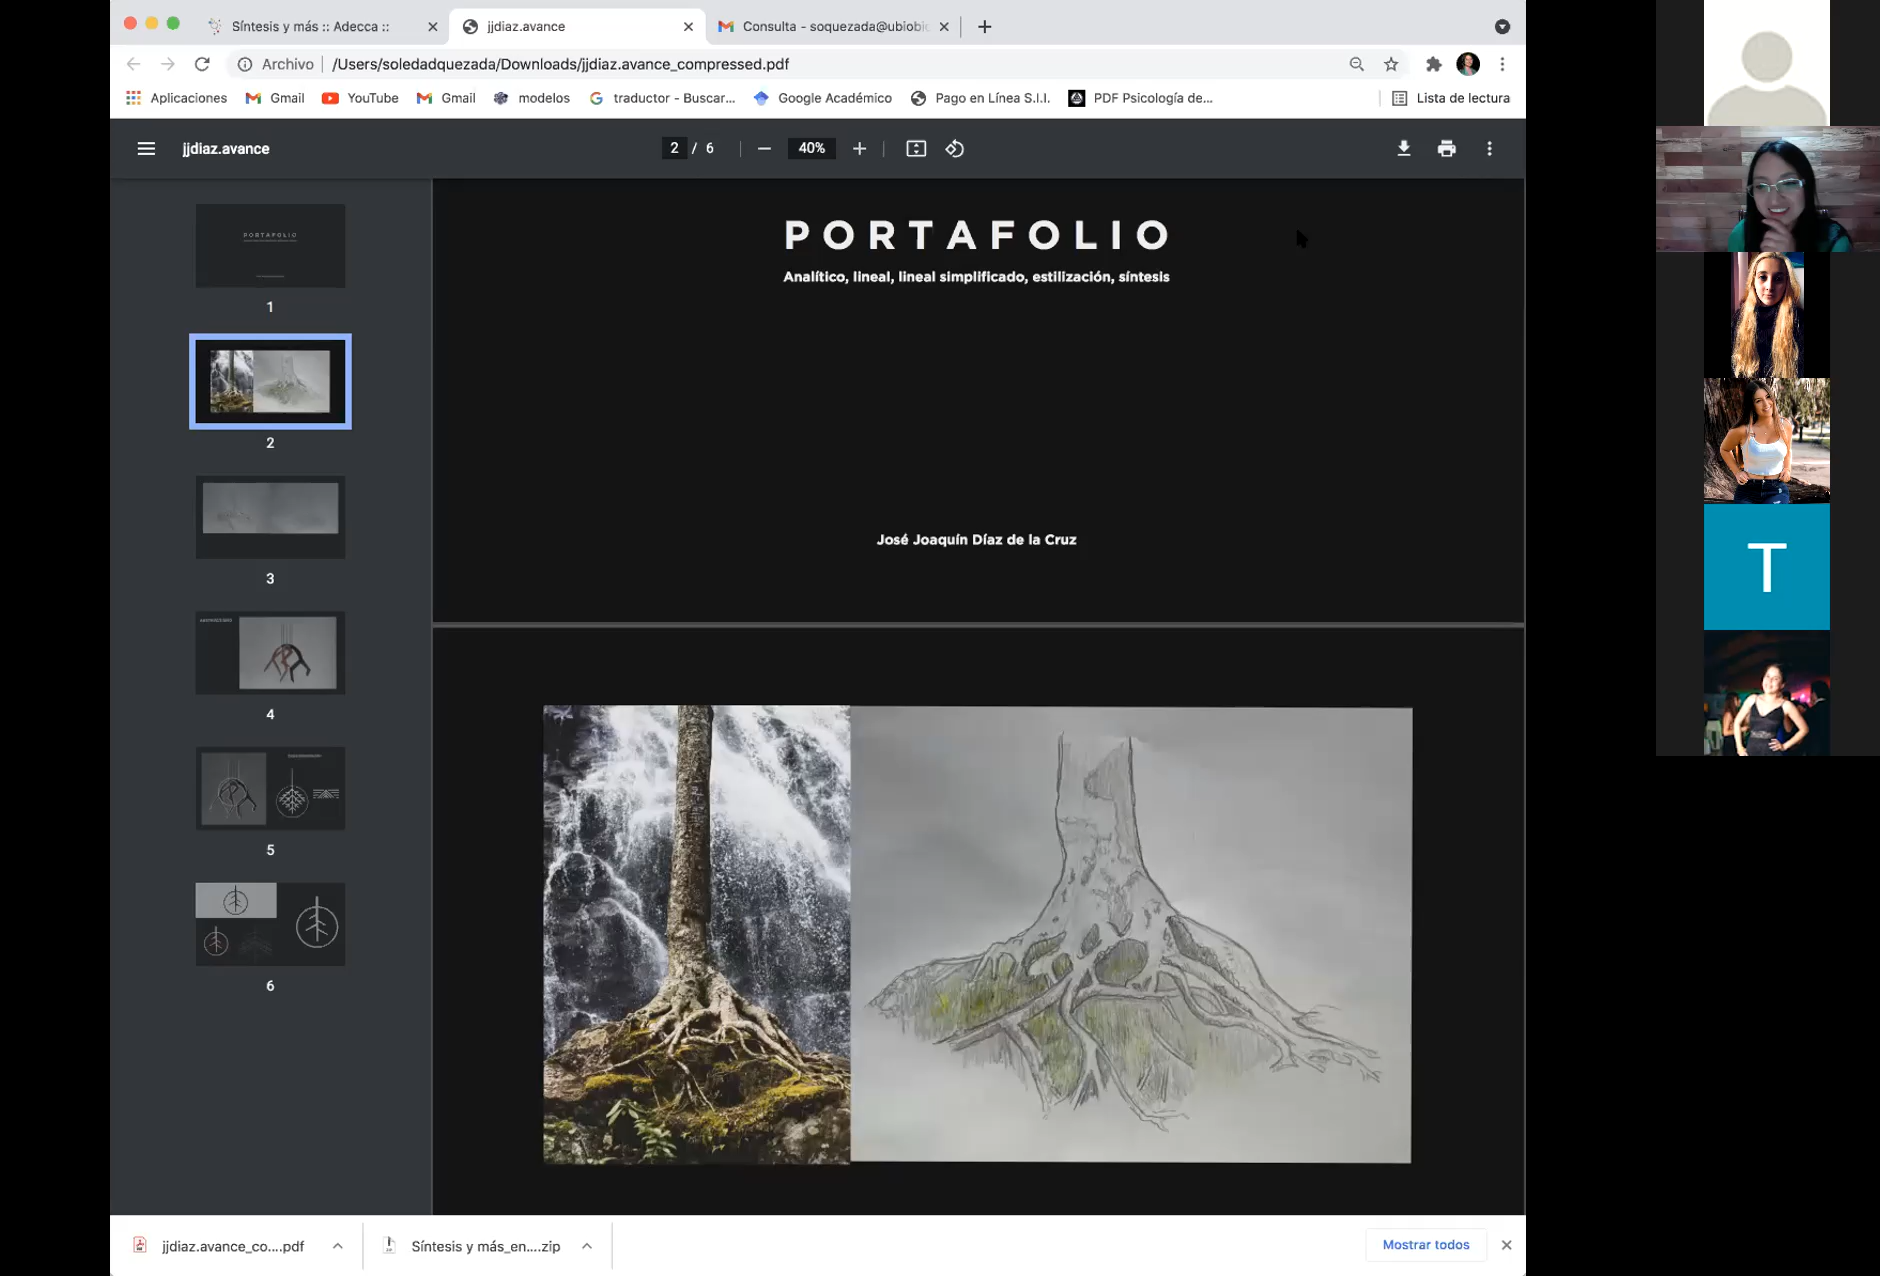 Síntesis y más :: Adecca ::
jjdiaz.avance
Consulta - soquezada@ubiobi
Archivo | /Users/soledadquezada/Downloads/jjdiaz.avance_compressed.pdf
Aplicaciones
Gmail
YouTube
Gmail
modelos
traductor - Buscar...
Google Académico
Pago en Línea S.I.I.
PDF Psicología de...
Lista de lectura
jjdiaz.avance
2 / 6
40%
PORTAFOLIO
1
2
3
4
5
6
PORTAFOLIO
Analítico, lineal, lineal simplificado, estilización, síntesis
José Joaquín Díaz de la Cruz
T
jjdiaz.avance_co....pdf
Síntesis y más_en....zip
Mostrar todos